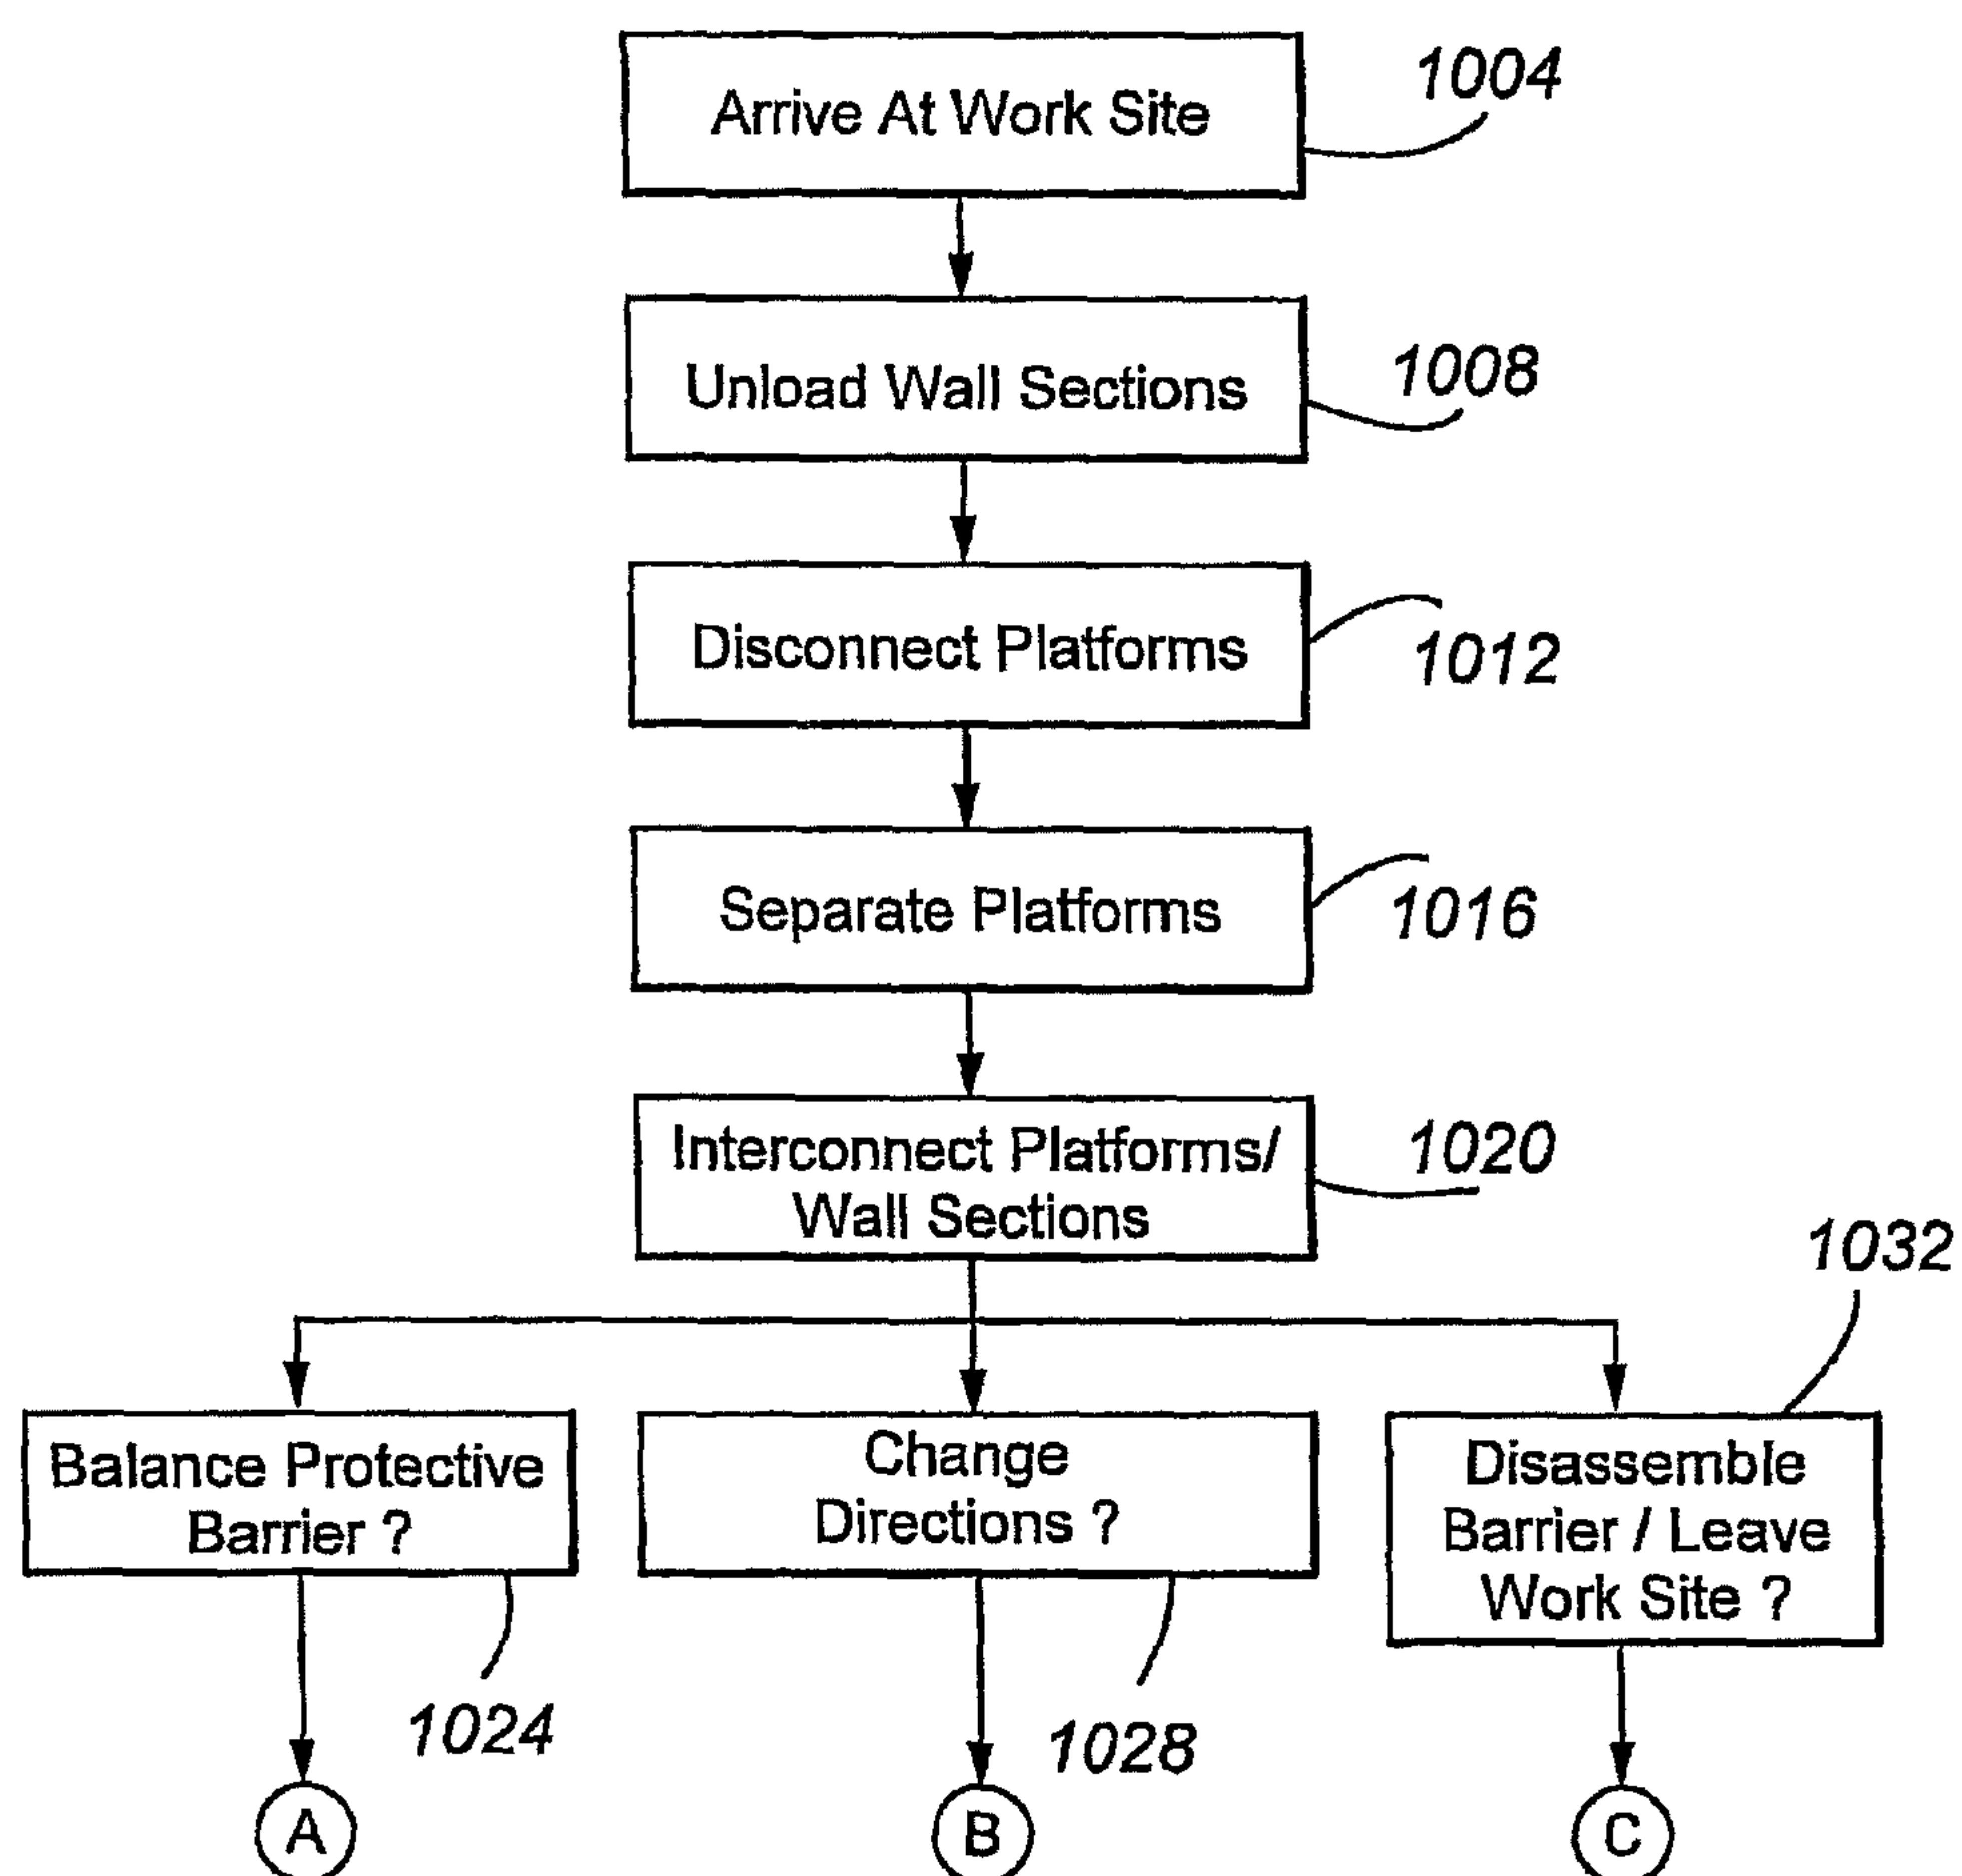 Arrive At Work Site
1004
Unload Wall Sections
1008
Disconnect Platforms
1012
Separate Platforms
1016
Interconnect Platforms/
Wall Sections
1020
1032
Balance Protective
Barrier ?
Change
Directions ?
Disassemble
Barrier / Leave
Work Site ?
1024
1028
A
B
C